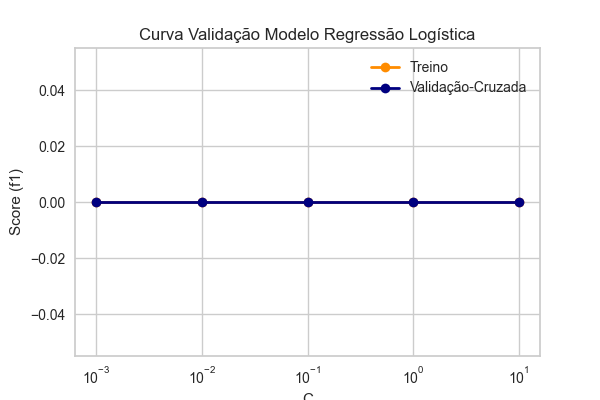 Curva Validação Modelo Regressão Logística
Treino
Validação-Cruzada
Score (f1)
0.04
0.02
0.00
−0.02
−0.04
10⁻³
10⁻²
10⁻¹
10⁰
10¹
C